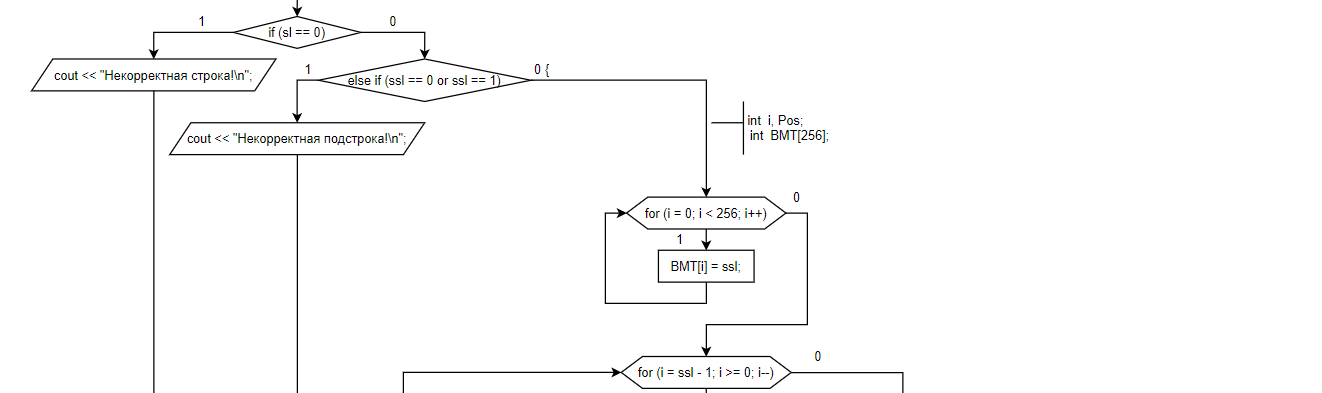 1
0
if (sl == 0)
cout << "Некорректная строка!\n";
1
0 {
else if (ssl == 0 or ssl == 1)
int i, Pos;
int BMT[256];
cout << "Некорректная подстрока!\n";
0
for (i = 0; i < 256; i++)
1
BMT[i] = ssl;
0
for (i = ssl - 1; i >= 0; i--)